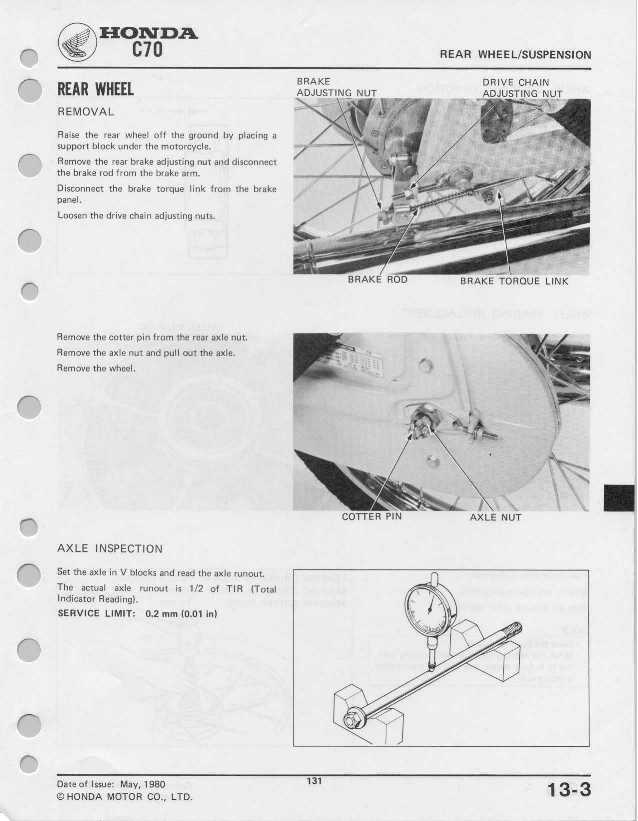 HONDA
C70
REAR WHEEL/SUSPENSION
REAR WHEEL
REMOVAL
Raise the rear wheel off the ground by placing a
support block under the motorcycle.
Remove the rear brake adjusting nut and disconnect
the brake rod from the brake arm.
Disconnect the brake torque link from the brake
panel.
Loosen the drive chain adjusting nuts.
BRAKE
ADJUSTING NUT
DRIVE CHAIN
ADJUSTING NUT
BRAKE ROD
BRAKE TORQUE LINK
Remove the cotter pin from the rear axle nut.
Remove the axle nut and pull out the axle.
Remove the wheel.
COTTER PIN
AXLE NUT
AXLE INSPECTION
Set the axle in V blocks and read the axle runout.
The actual axle runout is 1/2 of TIR (Total
Indicator Reading).
SERVICE LIMIT: 0.2 mm (0.01 in)
Date of Issue: May, 1980
© HONDA MOTOR CO., LTD.
131
13-3